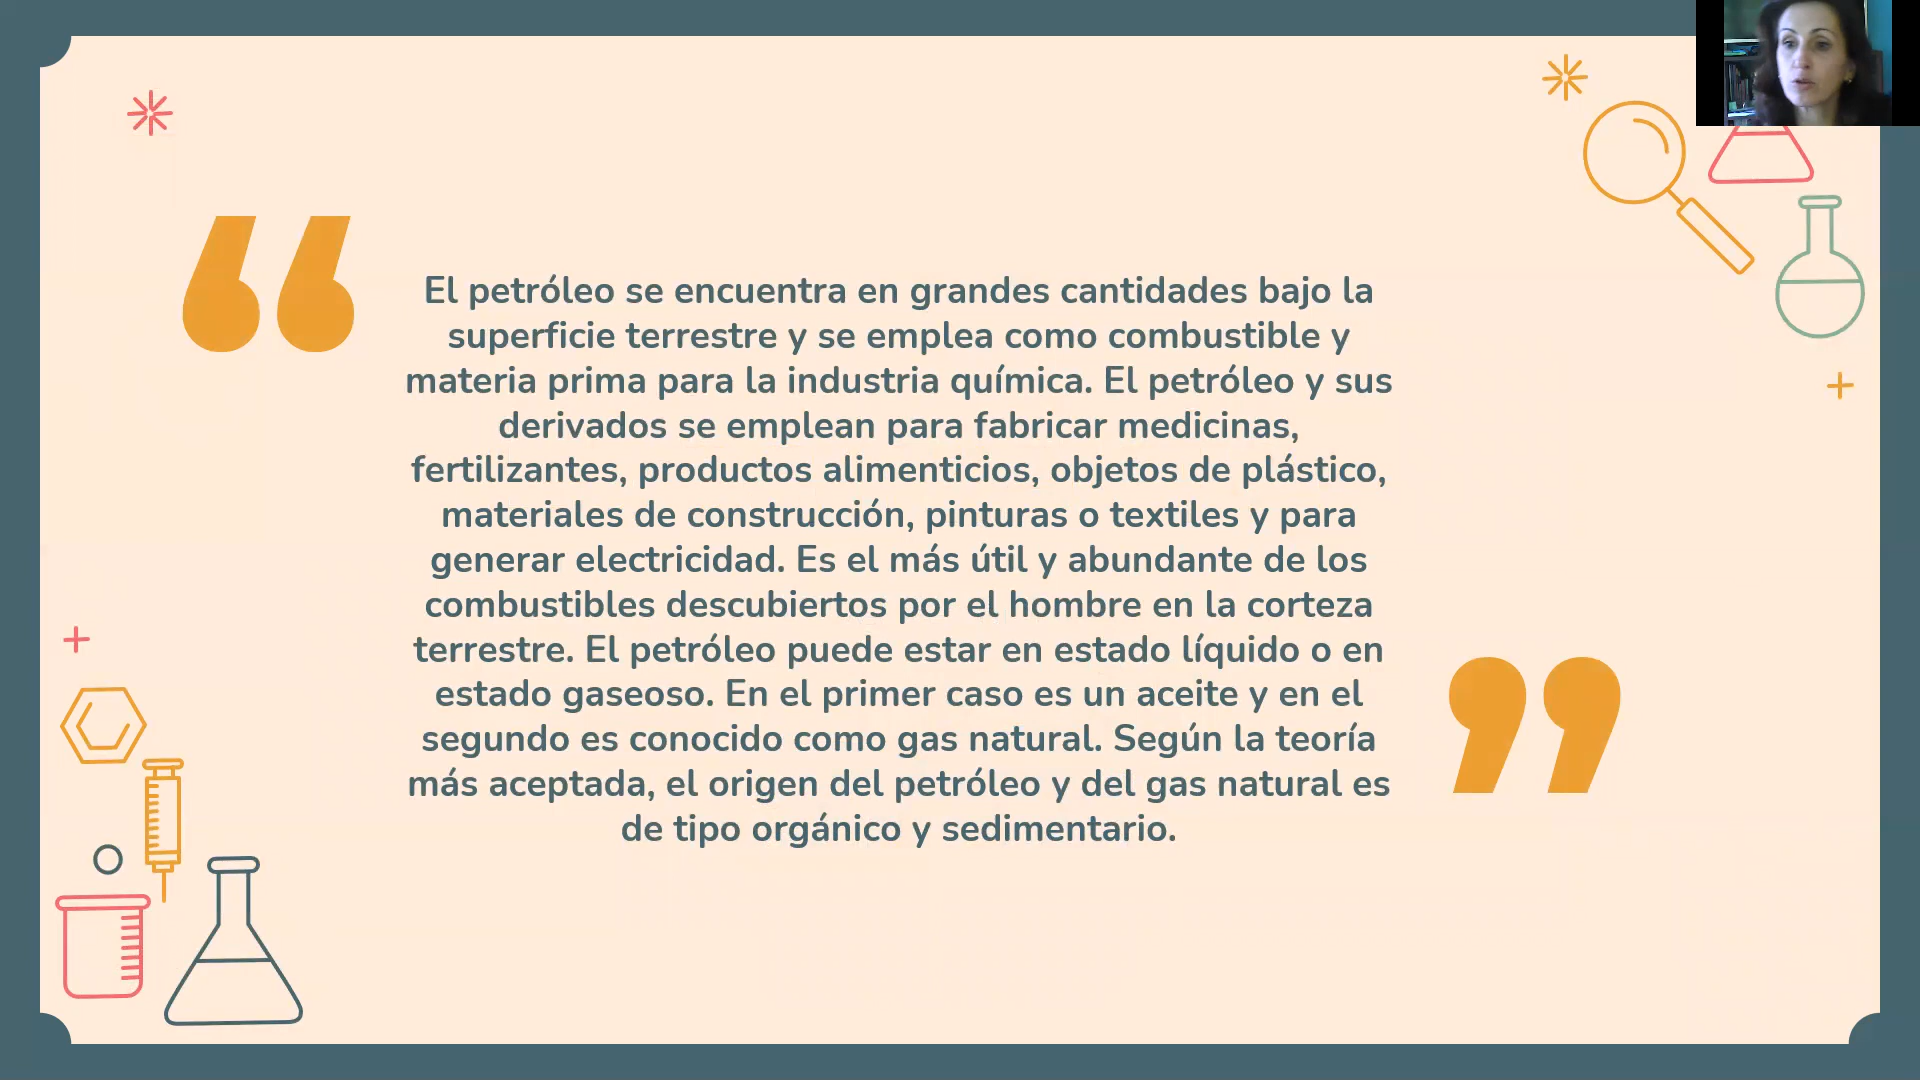 El petróleo se encuentra en grandes cantidades bajo la
superficie terrestre y se emplea como combustible y
materia prima para la industria química. El petróleo y sus
derivados se emplean para fabricar medicinas,
fertilizantes, productos alimenticios, objetos de plástico,
materiales de construcción, pinturas o textiles y para
generar electricidad. Es el más útil y abundante de los
combustibles descubiertos por el hombre en la corteza
terrestre. El petróleo puede estar en estado líquido o en
estado gaseoso. En el primer caso es un aceite y en el
segundo es conocido como gas natural. Según la teoría
más aceptada, el origen del petróleo y del gas natural es
de tipo orgánico y sedimentario.